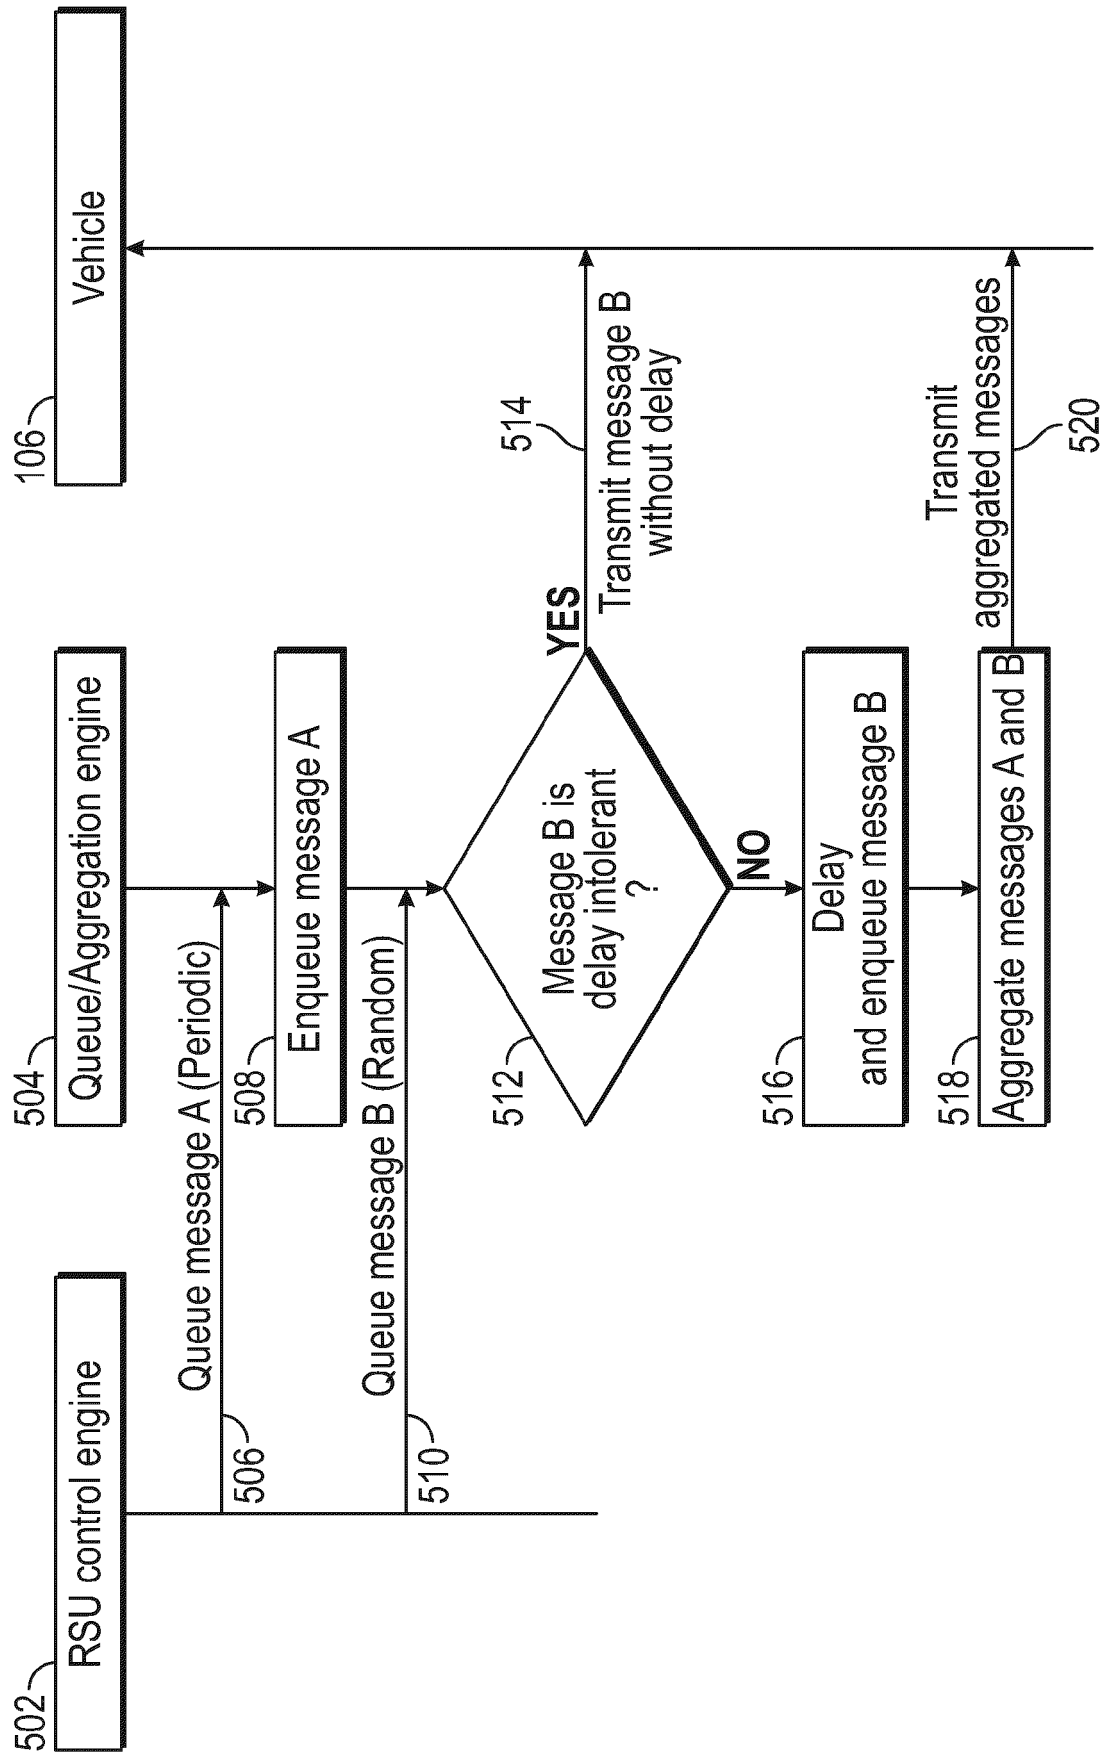 502
RSU control engine
504
Queue/Aggregation engine
106
Vehicle
Queue message A (Periodic)
506
508
Enqueue message A
Queue message B (Random)
510
512
Message B is
delay intolerant
?
YES
514
Transmit message B
without delay
NO
516
Delay
and enqueue message B
518
Aggregate messages A and B
Transmit
aggregated messages
520